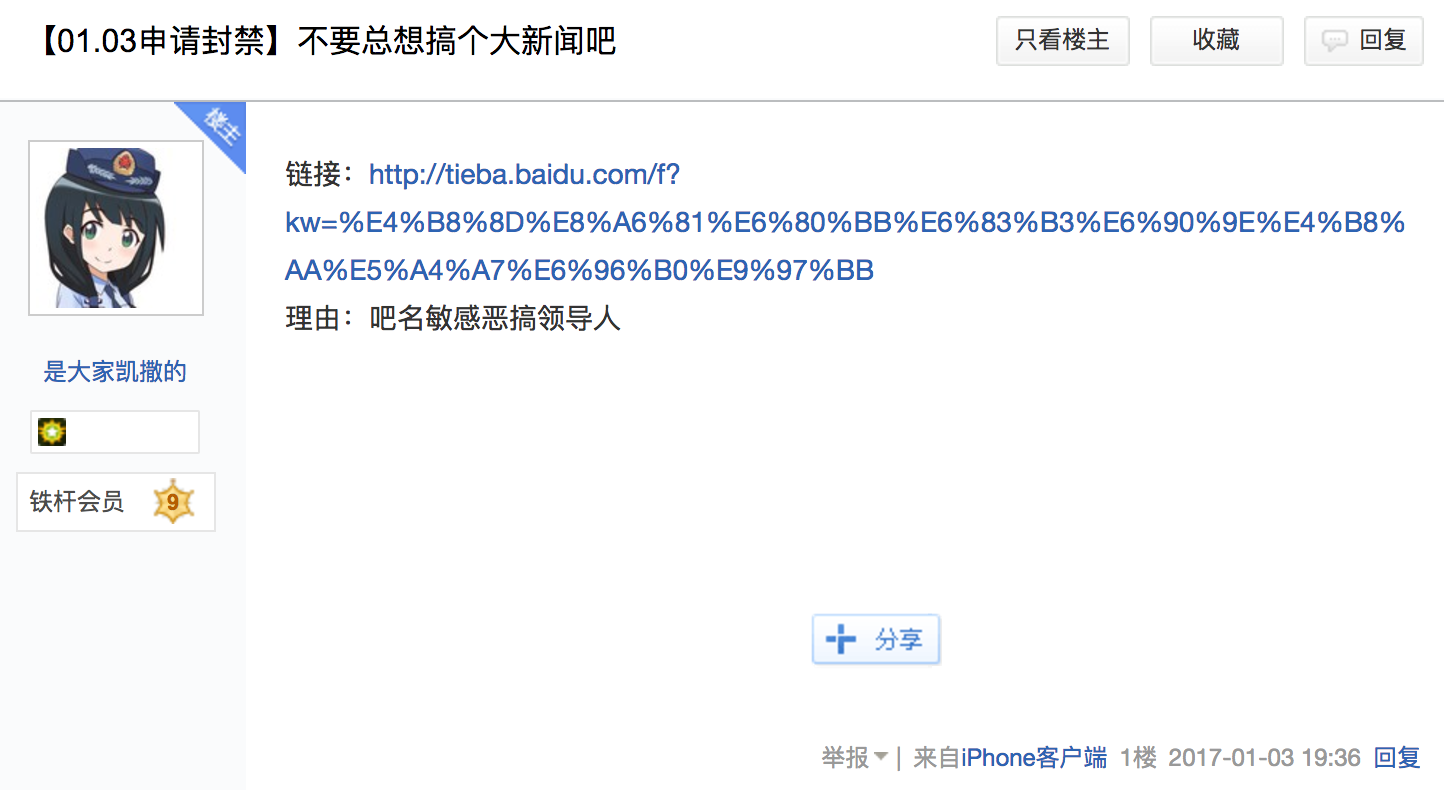 【01.03申请封禁】不要总想搞个大新闻吧
只看楼主
收藏
回复
楼主
是大家凯撒的
铁杆会员 9
链接：http://tieba.baidu.com/f?
kw=%E4%B8%8D%E8%A6%81%E6%80%BB%E6%83%B3%E6%90%9E%E4%B8%
AA%E5%A4%A7%E6%96%B0%E9%97%BB
理由：吧名敏感恶搞领导人
分享
举报 | 来自iPhone客户端 1楼 2017-01-03 19:36 回复